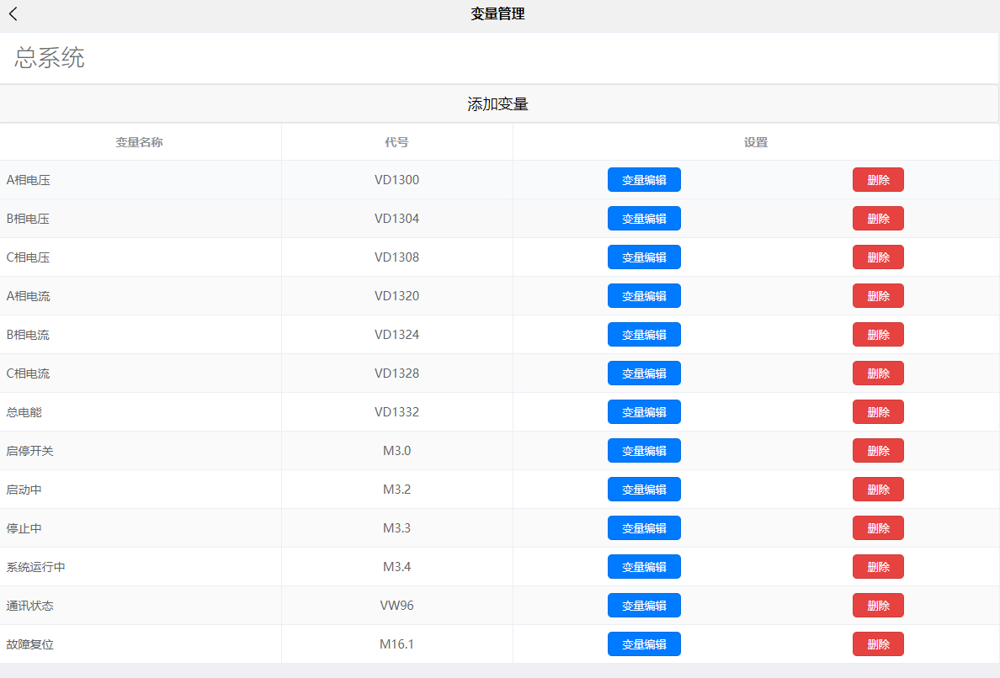 变量管理
总系统
添加变量
变量名称 代号 设置
A相电压 VD1300 变量编辑 删除
B相电压 VD1304 变量编辑 删除
C相电压 VD1308 变量编辑 删除
A相电流 VD1320 变量编辑 删除
B相电流 VD1324 变量编辑 删除
C相电流 VD1328 变量编辑 删除
总电能 VD1332 变量编辑 删除
启停开关 M3.0 变量编辑 删除
启动中 M3.2 变量编辑 删除
停止中 M3.3 变量编辑 删除
系统运行中 M3.4 变量编辑 删除
通讯状态 VW96 变量编辑 删除
故障复位 M16.1 变量编辑 删除